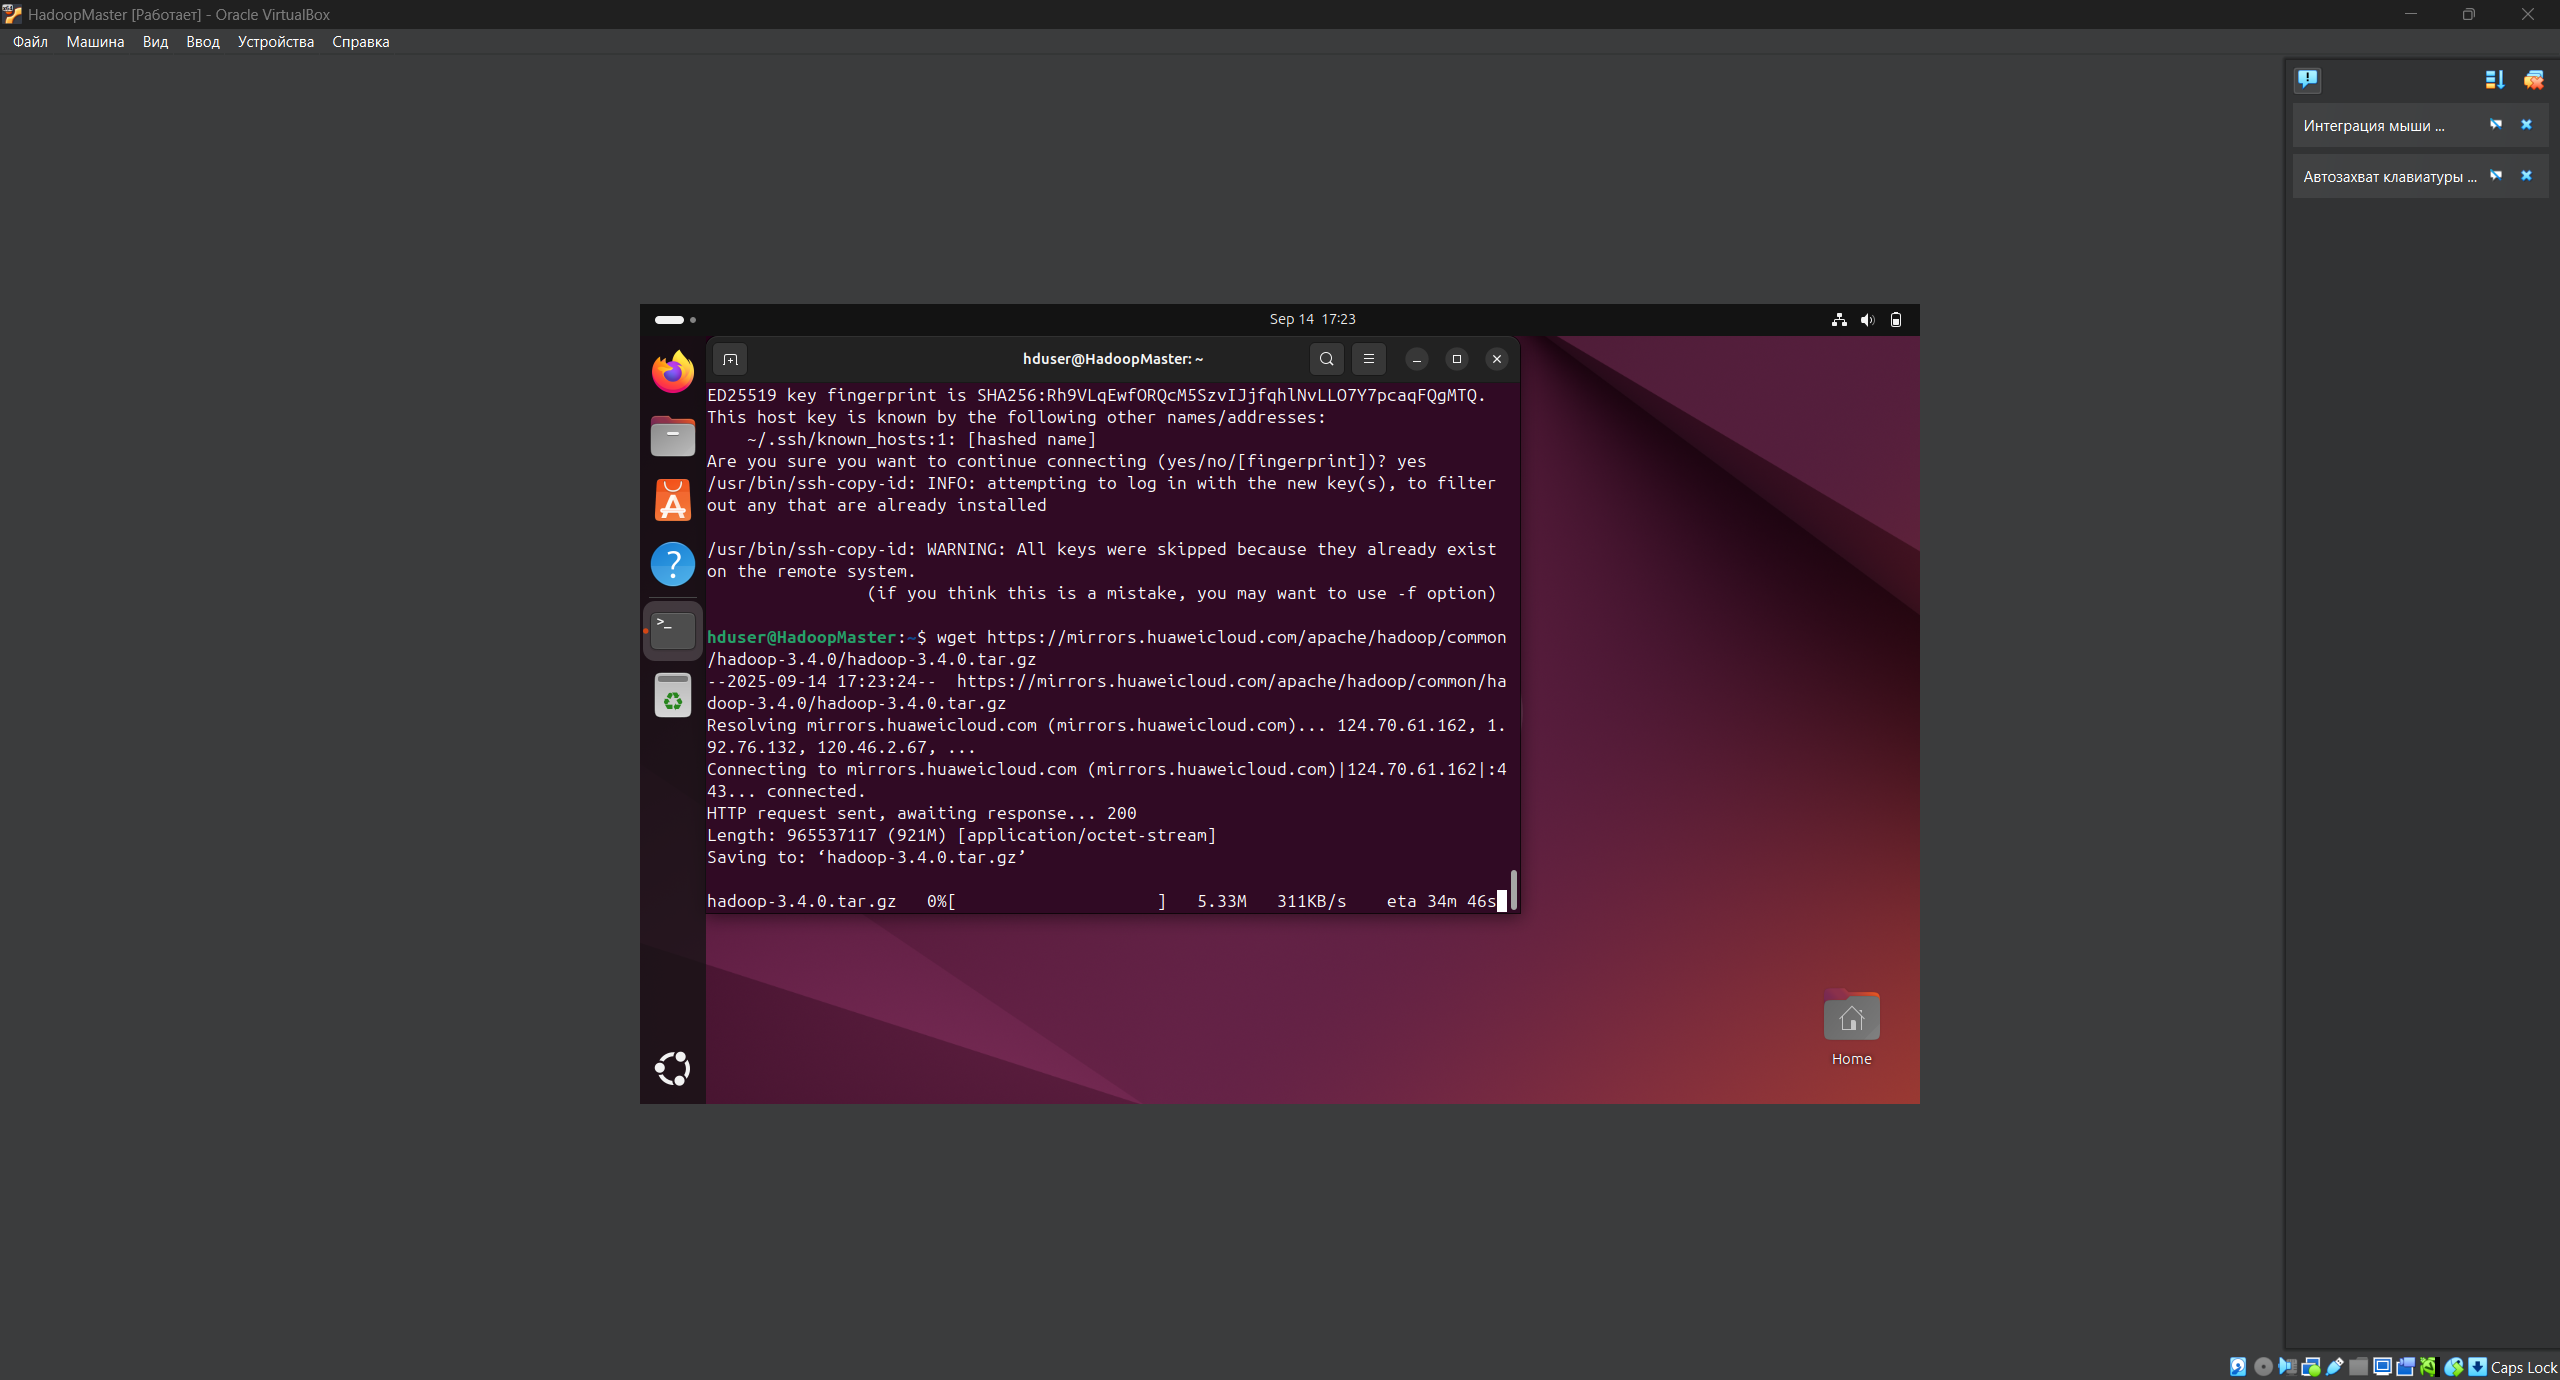 HadoopMaster [Работает] - Oracle VirtualBox
Файл Машина Вид Ввод Устройства Справка
Интеграция мыши ...
Автозахват клавиатуры ...
Sep 14 17:23
hduser@HadoopMaster: ~
ED25519 key fingerprint is SHA256:Rh9VLqEwfORQcM5SzvIJjfqhlNvLLO7Y7pcaqFQgMTQ.
This host key is known by the following other names/addresses:
~/.ssh/known_hosts:1: [hashed name]
Are you sure you want to continue connecting (yes/no/[fingerprint])? yes
/usr/bin/ssh-copy-id: INFO: attempting to log in with the new key(s), to filter
out any that are already installed
/usr/bin/ssh-copy-id: WARNING: All keys were skipped because they already exist
on the remote system.
(if you think this is a mistake, you may want to use -f option)
hduser@HadoopMaster:~$ wget https://mirrors.huaweicloud.com/apache/hadoop/common
/hadoop-3.4.0/hadoop-3.4.0.tar.gz
--2025-09-14 17:23:24-- https://mirrors.huaweicloud.com/apache/hadoop/common/ha
doop-3.4.0/hadoop-3.4.0.tar.gz
Resolving mirrors.huaweicloud.com (mirrors.huaweicloud.com)... 124.70.61.162, 1.
92.76.132, 120.46.2.67, ...
Connecting to mirrors.huaweicloud.com (mirrors.huaweicloud.com)|124.70.61.162|:4
43... connected.
HTTP request sent, awaiting response... 200
Length: 965537117 (921M) [application/octet-stream]
Saving to: ‘hadoop-3.4.0.tar.gz’
hadoop-3.4.0.tar.gz 0%[ ] 5.33M 311KB/s eta 34m 46s
Home
Caps Lock